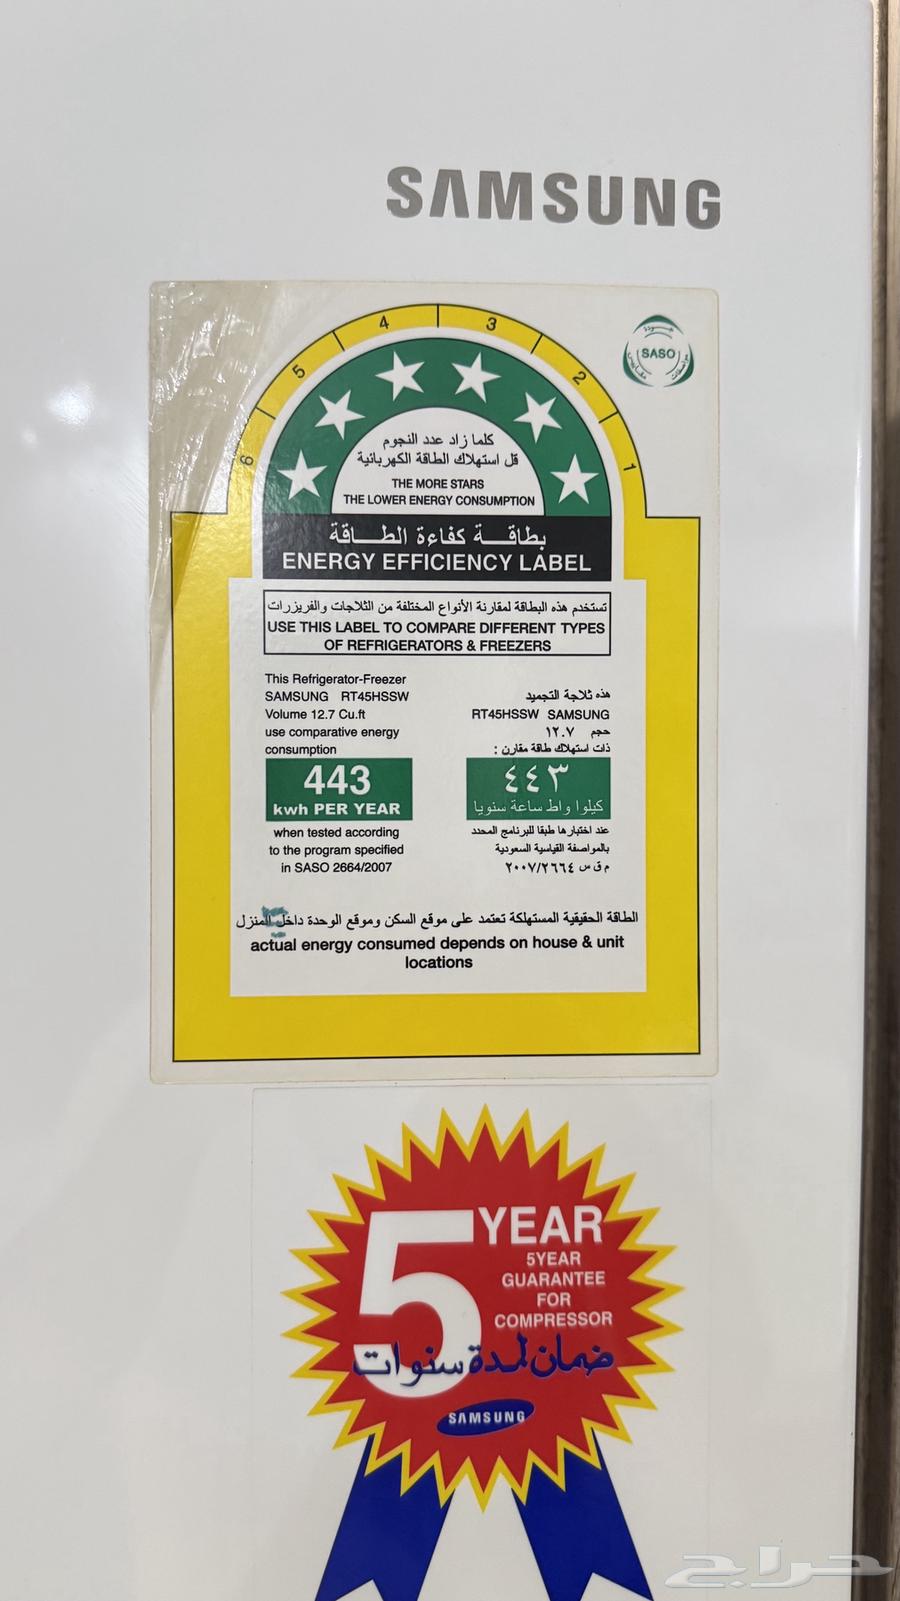 SAMSUNG
6 5 4 3 2 1
جودة
SASO
كلما زاد عدد النجوم
قل استهلاك الطاقة الكهربائية
THE MORE STARS
THE LOWER ENERGY CONSUMPTION
بطاقة كفاءة الطاقة
ENERGY EFFICIENCY LABEL
تستخدم هذه البطاقة لمقارنة الأنواع المختلفة من الثلاجات والفريزرات
USE THIS LABEL TO COMPARE DIFFERENT TYPES
OF REFRIGERATORS & FREEZERS
This Refrigerator-Freezer
SAMSUNG RT45HSSW
Volume 12.7 Cu.ft
use comparative energy
consumption
443
kwh PER YEAR
when tested according
to the program specified
in SASO 2664/2007
هذه ثلاجة التجميد
RT45HSSW SAMSUNG
حجم ١٢.٧
ذات استهلاك طاقة مقارن :
٤٤٣
كيلوا واط ساعة سنويا
عند اختبارها طبقا للبرنامج المحدد
بالمواصفة القياسية السعودية
م ق س ٢٠٠٧/٢٦٦٤
الطاقة الحقيقية المستهلكة تعتمد على موقع السكن وموقع الوحدة داخل المنزل
actual energy consumed depends on house & unit
locations
5 YEAR
5YEAR
GUARANTEE
FOR
COMPRESSOR
ضمان لمدة سنوات
SAMSUNG
حراج